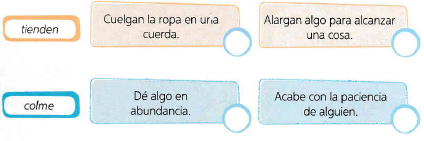 tienden
Cuelgan la ropa en una
cuerda.
Alargan algo para alcanzar
una cosa.
colme
Dé algo en
abundancia.
Acabe con la paciencia
de alguien.